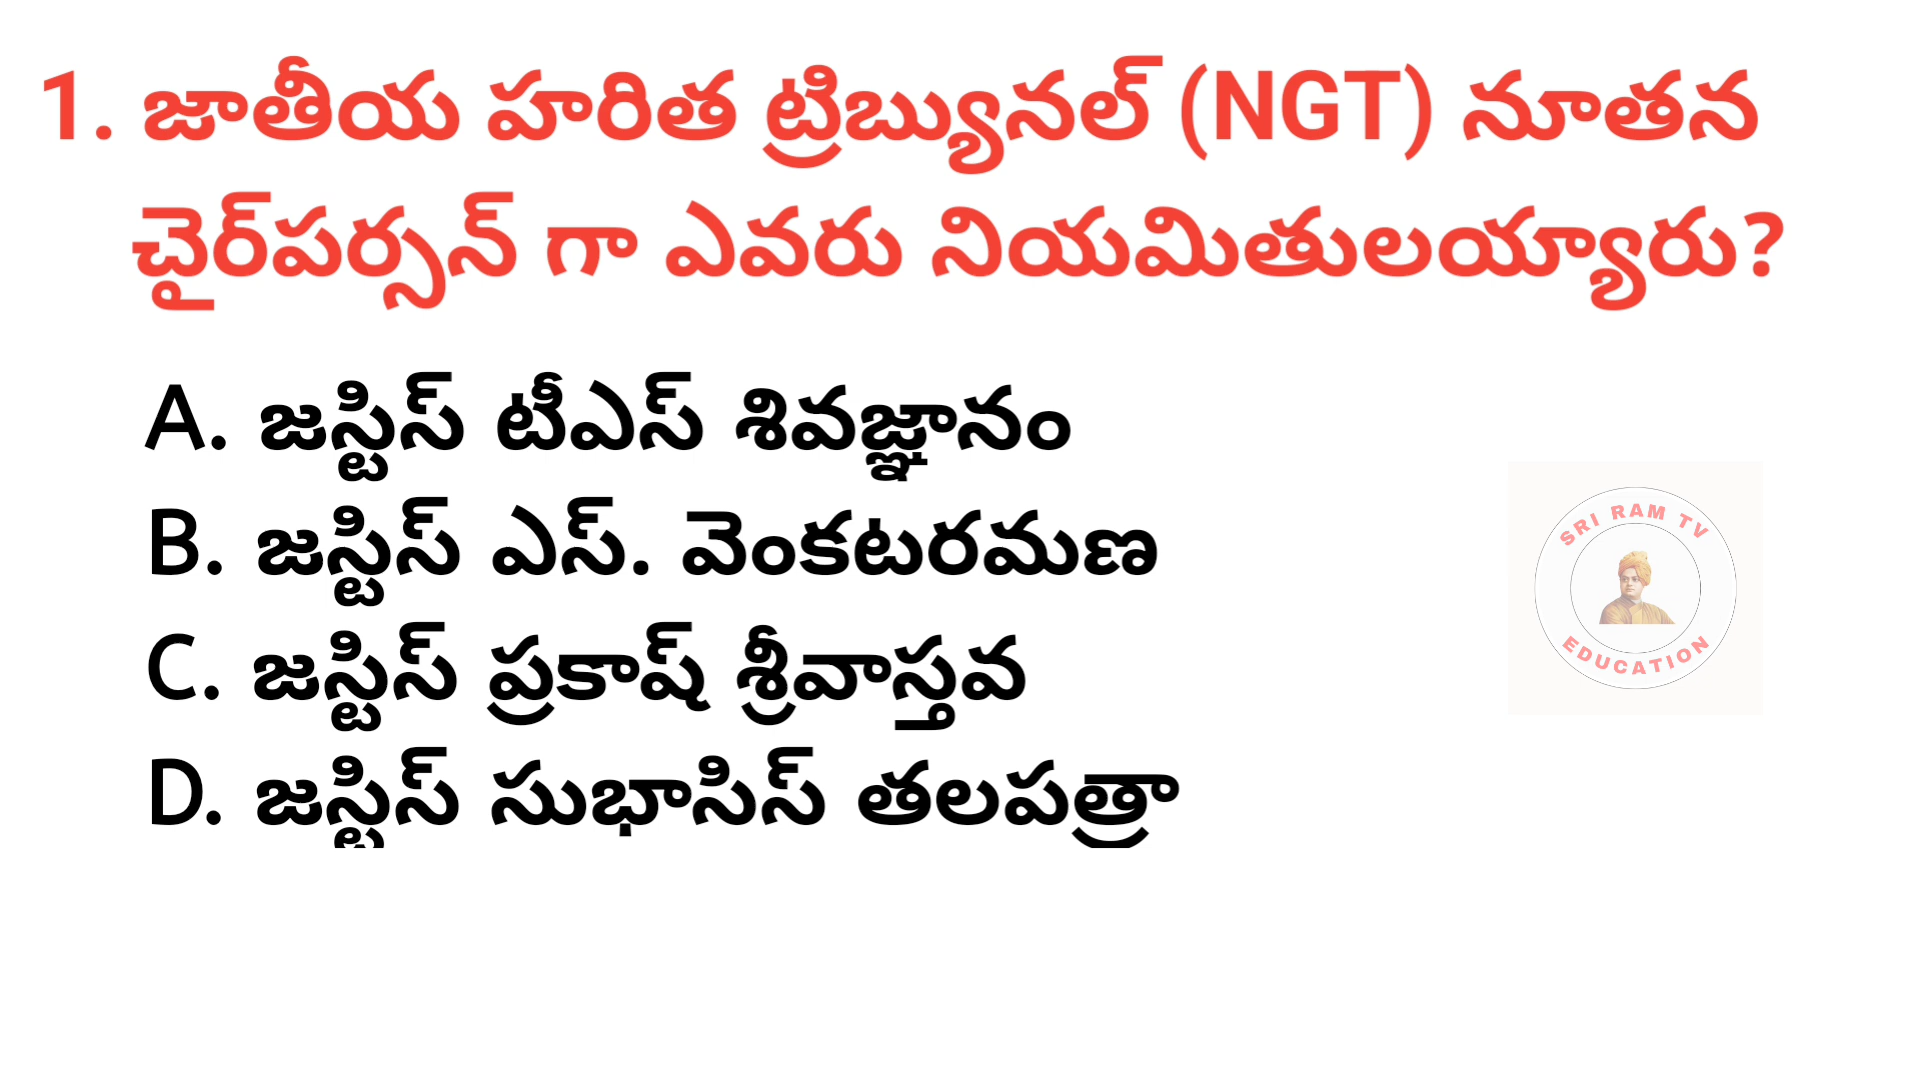 1. జాతీయ హరిత ట్రిబ్యునల్ (NGT) నూతన
చైర్‌పర్సన్ గా ఎవరు నియమితులయ్యారు?
A. జస్టిస్ టీఎస్ శివజ్ఞానం
B. జస్టిస్ ఎస్. వెంకటరమణ
C. జస్టిస్ ప్రకాష్ శ్రీవాస్తవ
D. జస్టిస్ సుభాసిస్ తలపత్రా
SRI RAM TV
EDUCATION